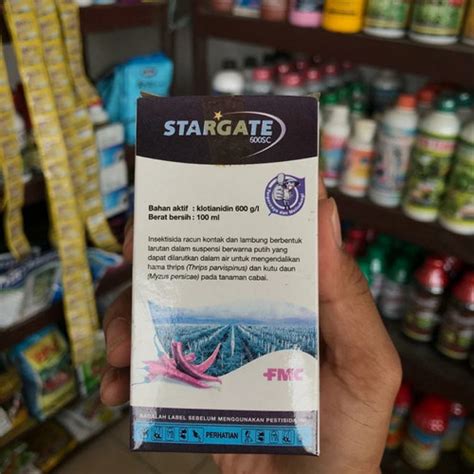 STARGATE
600SC
Bahan aktif : klotianidin 600 g/l
Berat bersih : 100 ml
Insektisida racun kontak dan lambung berbentuk
larutan dalam suspensi berwarna putih yang
dapat dilarutkan dalam air untuk mengendalikan
hama thrips (Thrips parvispinus) dan kutu daun
(Myzus persicae) pada tanaman cabai.
FMC
LABEL SEBELUM MENGGUNAKAN PESTISIDA
PERHATIAN